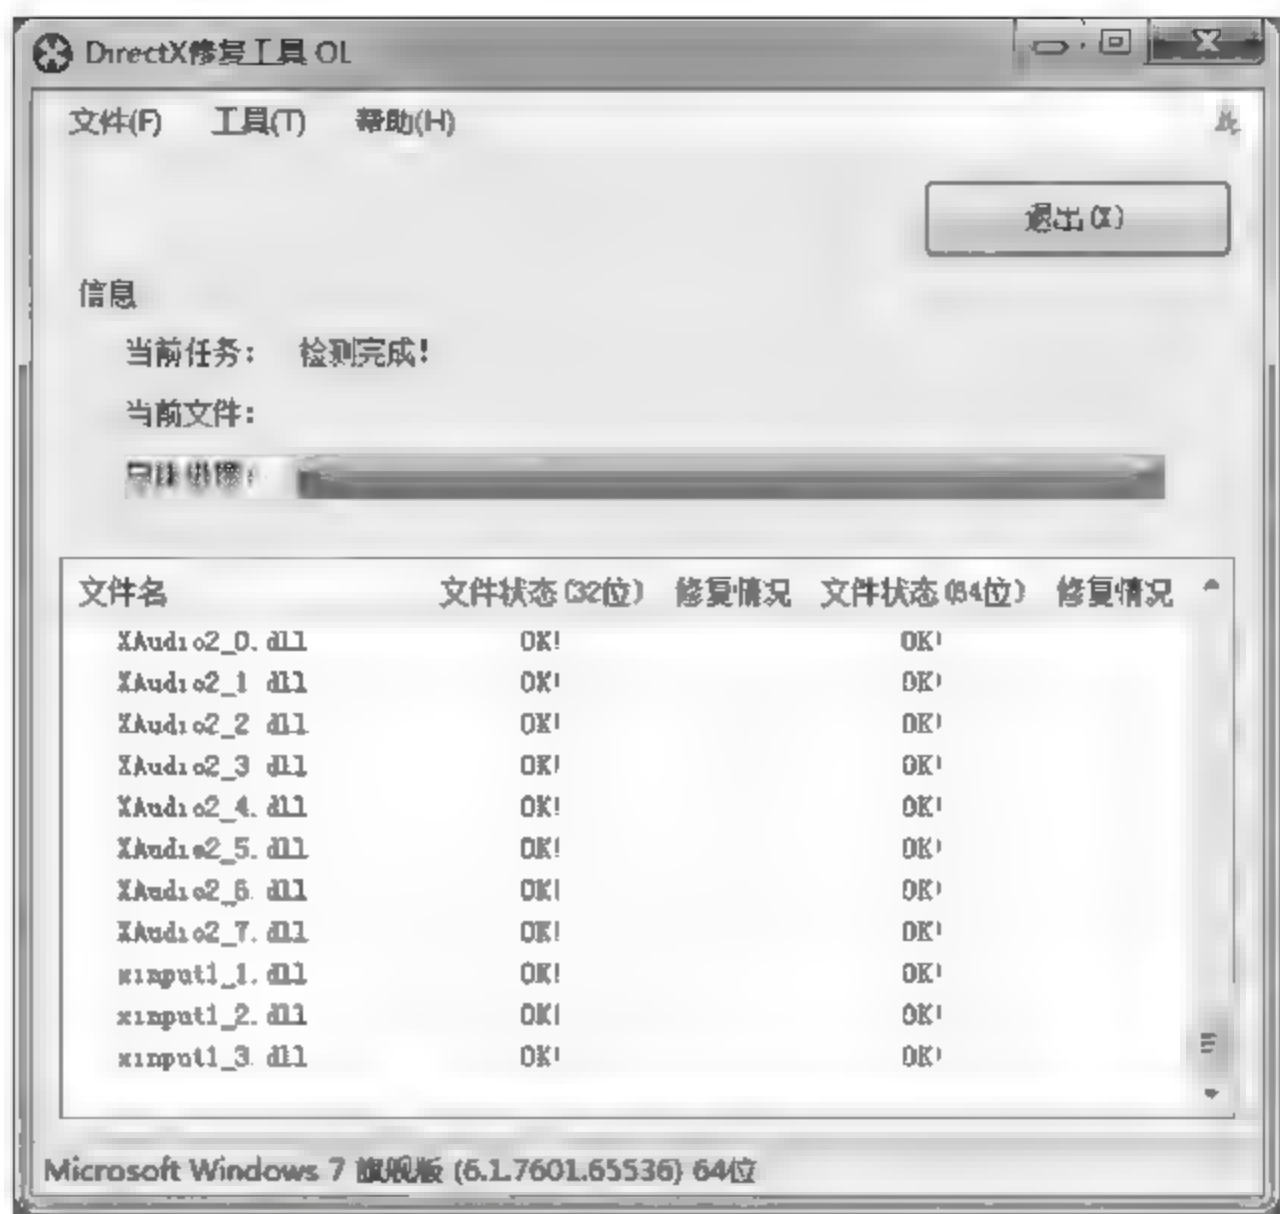 DirectX修复工具 OL
文件(F) 工具(T) 帮助(H)
退出(X)
信息
当前任务： 检测完成！
当前文件：
总体进度：
文件名 文件状态(32位) 修复情况 文件状态(64位) 修复情况
XAudio2_0.dll OK! OK!
XAudio2_1.dll OK! OK!
XAudio2_2.dll OK! OK!
XAudio2_3.dll OK! OK!
XAudio2_4.dll OK! OK!
XAudio2_5.dll OK! OK!
XAudio2_6.dll OK! OK!
XAudio2_7.dll OK! OK!
xinput1_1.dll OK! OK!
xinput1_2.dll OK! OK!
xinput1_3.dll OK! OK!
Microsoft Windows 7 旗舰版 (6.1.7601.65536) 64位